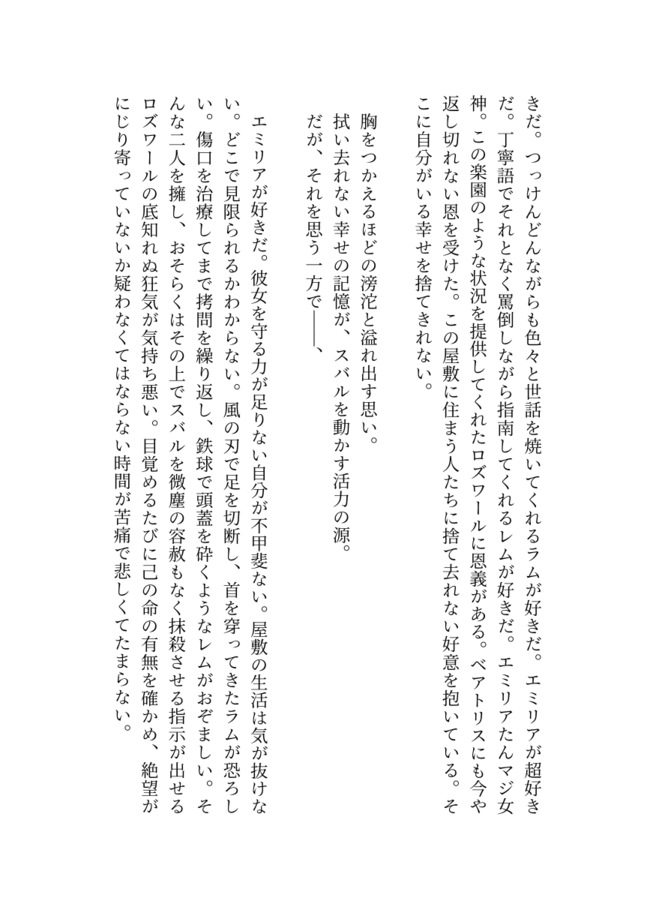 きだ。つっけんどんながらも色々と世話を焼いてくれるラムが好きだ。エミリアが超好き
だ。丁寧語でそれとなく罵倒しながら指南してくれるレムが好きだ。エミリアたんマジ女
神。この楽園のような状況を提供してくれたロズワールに恩義がある。ベアトリスにも今や
返し切れない恩を受けた。この屋敷に住まう人たちに捨て去れない好意を抱いている。そ
こに自分がいる幸せを捨てきれない。
胸をつかえるほどの滂沱と溢れ出す思い。
拭い去れない幸せの記憶が、スバルを動かす活力の源。
だが、それを思う一方で――、
エミリアが好きだ。彼女を守る力が足りない自分が不甲斐ない。屋敷の生活は気が抜けな
い。どこで見限られるかわからない。風の刃で足を切断し、首を穿ってきたラムが恐ろし
い。傷口を治療してまで拷問を繰り返し、鉄球で頭蓋を砕くようなレムがおぞましい。そ
んな二人を擁し、おそらくはその上でスバルを微塵の容赦もなく抹殺させる指示が出せる
ロズワールの底知れぬ狂気が気持ち悪い。目覚めるたびに己の命の有無を確かめ、絶望が
にじり寄っていないか疑わなくてはならない時間が苦痛で悲しくてたまらない。